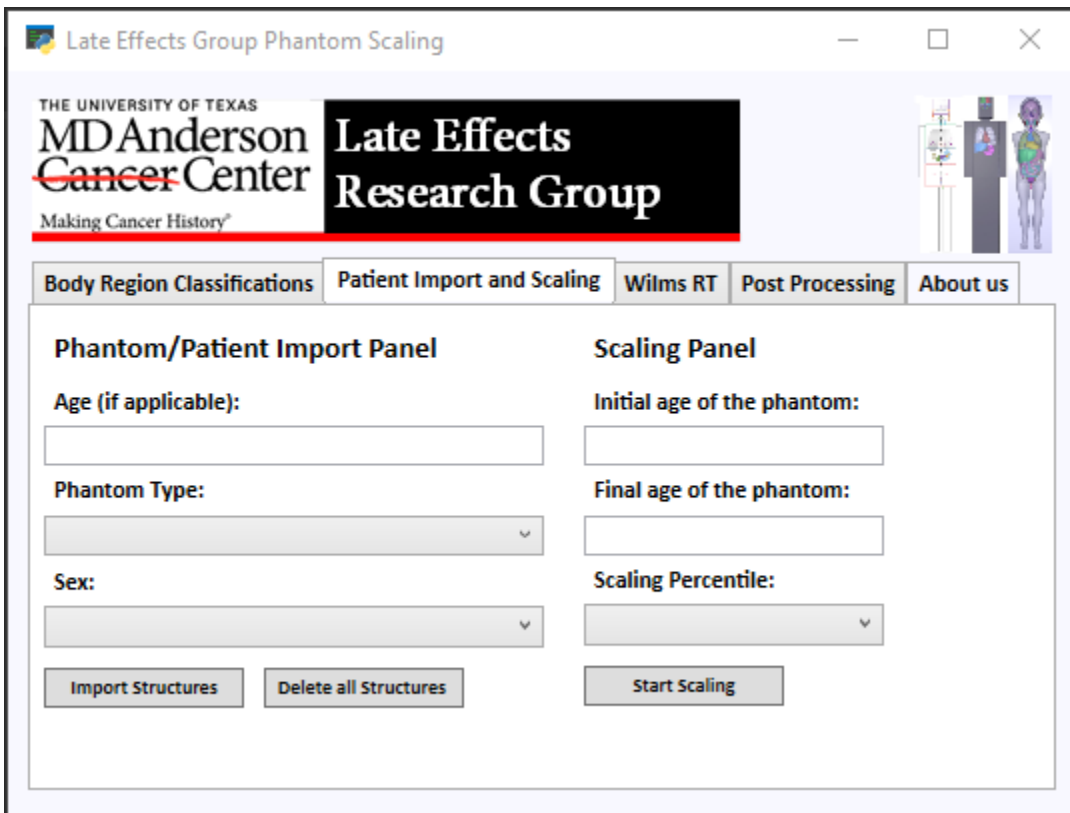 Late Effects Group Phantom Scaling
THE UNIVERSITY OF TEXAS
MD Anderson
Cancer Center
Making Cancer History®
Late Effects
Research Group
Body Region Classifications
Patient Import and Scaling
Wilms RT
Post Processing
About us
Phantom/Patient Import Panel
Age (if applicable):
Phantom Type:
Sex:
Import Structures
Delete all Structures
Scaling Panel
Initial age of the phantom:
Final age of the phantom:
Scaling Percentile:
Start Scaling